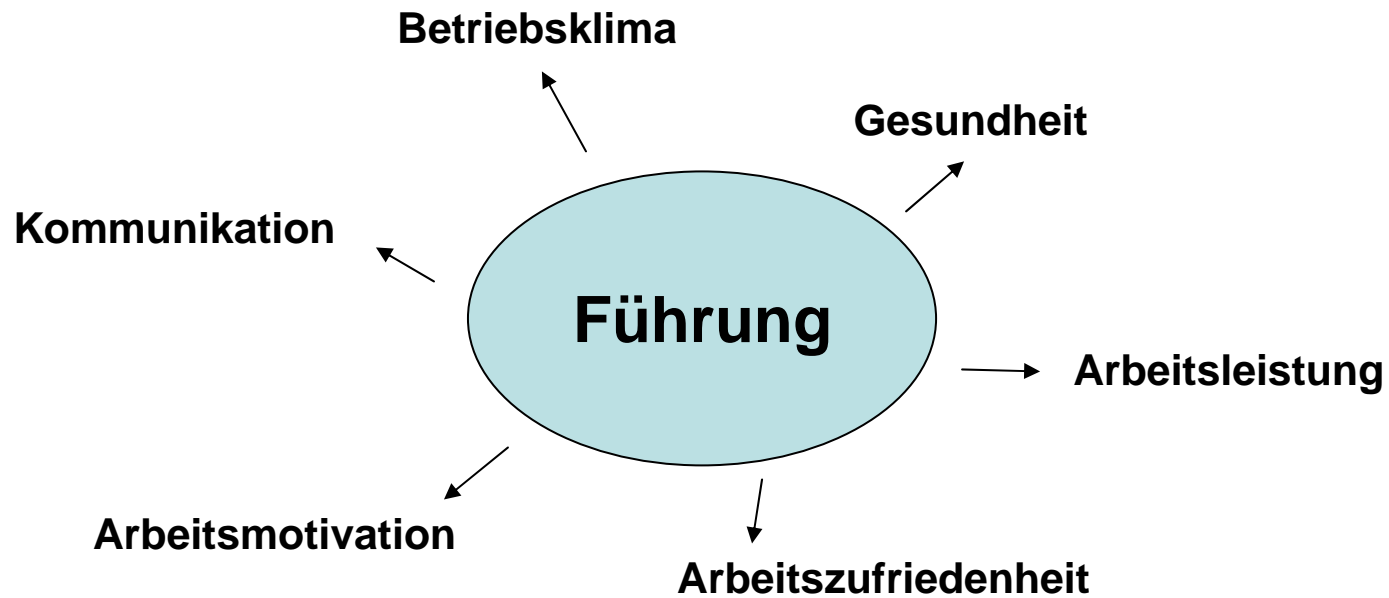 Betriebsklima
Gesundheit
Kommunikation
Führung
Arbeitsleistung
Arbeitsmotivation
Arbeitszufriedenheit